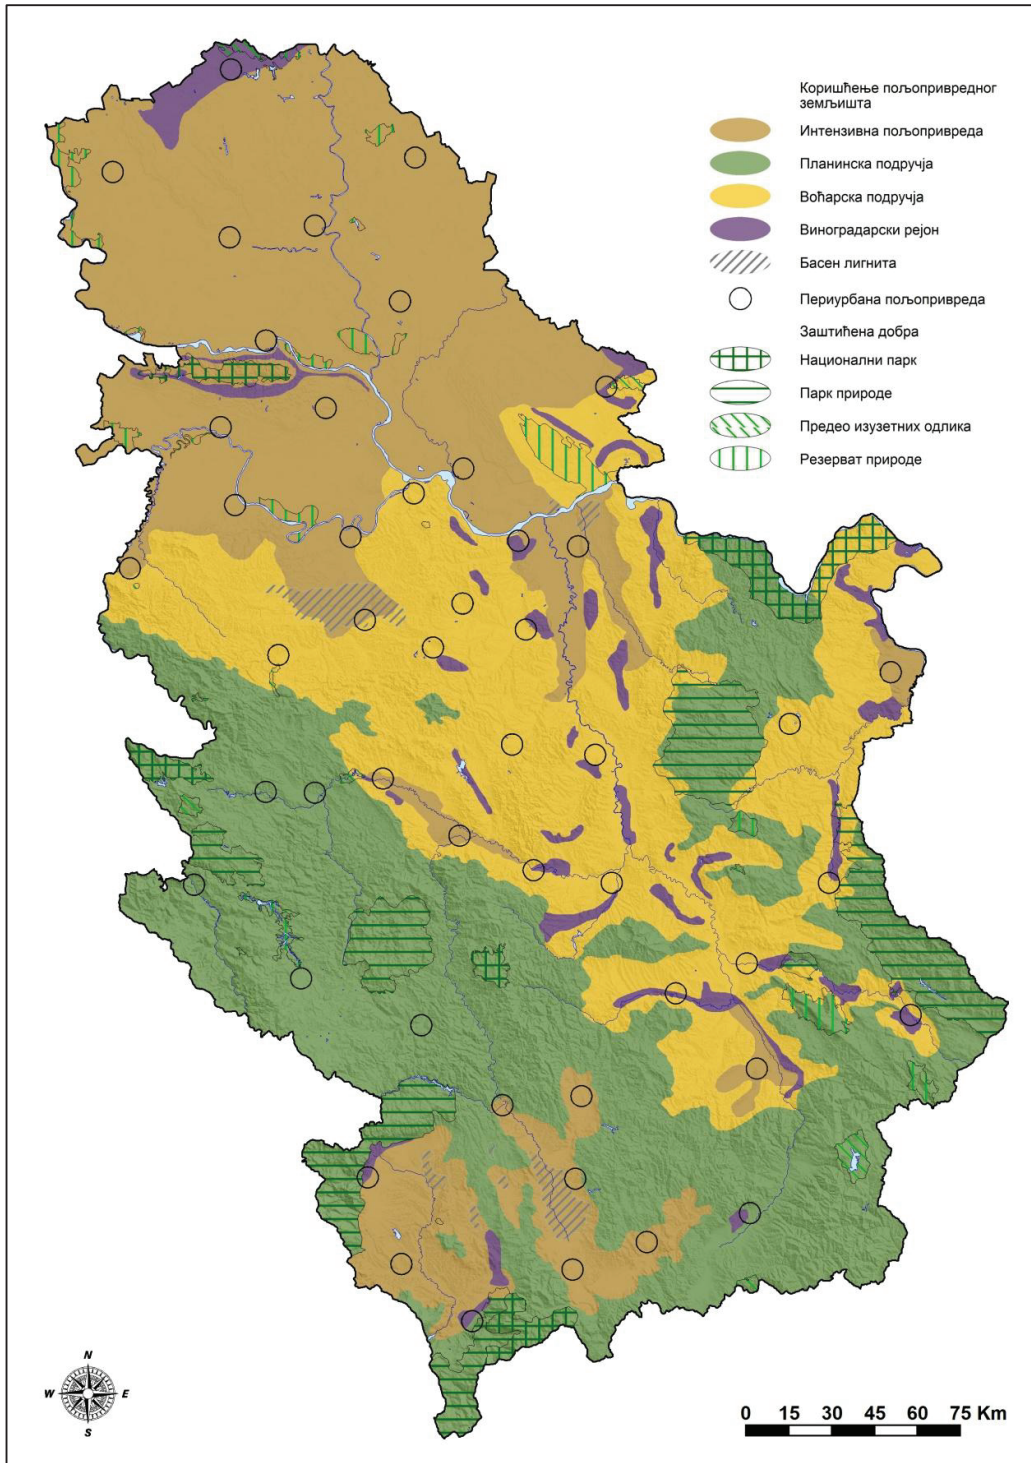 Коришћење пољопривредног
земљишта
Интензивна пољопривреда
Планинска подручја
Воћарска подручја
Виноградарски рејон
Басен лигнита
Периурбана пољопривреда
Заштићена добра
Национални парк
Парк природе
Предео изузетних одлика
Резерват природе
N
W E
S
0 15 30 45 60 75 Km